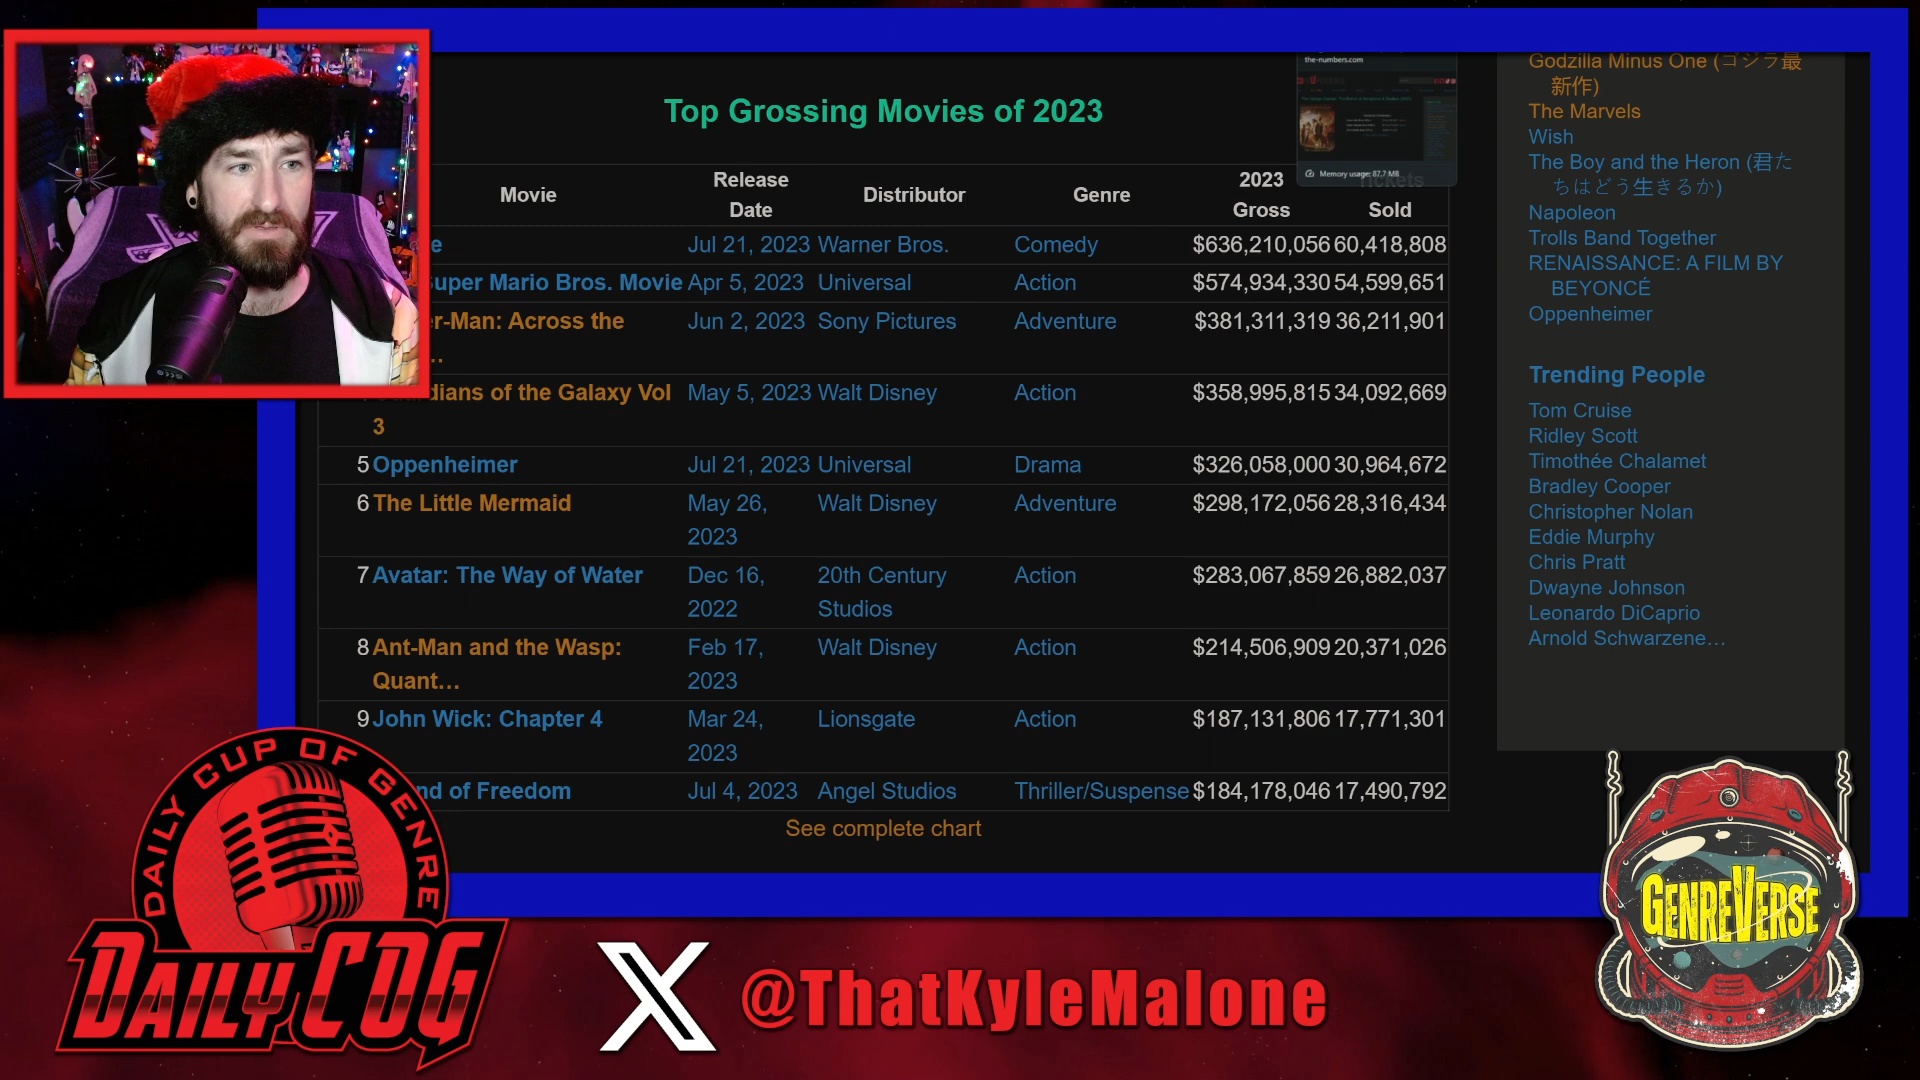 the-numbers.com
Top Grossing Movies of 2023
Memory usage: 87.7 MB
Movie Release Date Distributor Genre 2023 Gross Tickets Sold
e Jul 21, 2023 Warner Bros. Comedy $636,210,056 60,418,808
Super Mario Bros. Movie Apr 5, 2023 Universal Action $574,934,330 54,599,651
r-Man: Across the Jun 2, 2023 Sony Pictures Adventure $381,311,319 36,211,901
…
dians of the Galaxy Vol May 5, 2023 Walt Disney Action $358,995,815 34,092,669
3
5 Oppenheimer Jul 21, 2023 Universal Drama $326,058,000 30,964,672
6 The Little Mermaid May 26, 2023 Walt Disney Adventure $298,172,056 28,316,434
7 Avatar: The Way of Water Dec 16, 2022 20th Century Studios Action $283,067,859 26,882,037
8 Ant-Man and the Wasp: Quant… Feb 17, 2023 Walt Disney Action $214,506,909 20,371,026
9 John Wick: Chapter 4 Mar 24, 2023 Lionsgate Action $187,131,806 17,771,301
nd of Freedom Jul 4, 2023 Angel Studios Thriller/Suspense $184,178,046 17,490,792
See complete chart
Godzilla Minus One (ゴジラ最
新作)
The Marvels
Wish
The Boy and the Heron (君た
ちはどう生きるか)
Napoleon
Trolls Band Together
RENAISSANCE: A FILM BY
BEYONCÉ
Oppenheimer
Trending People
Tom Cruise
Ridley Scott
Timothée Chalamet
Bradley Cooper
Christopher Nolan
Eddie Murphy
Chris Pratt
Dwayne Johnson
Leonardo DiCaprio
Arnold Schwarzene…
DAILY CUP OF GENRE
DAILY COG
X @ThatKyleMalone
GENREVERSE